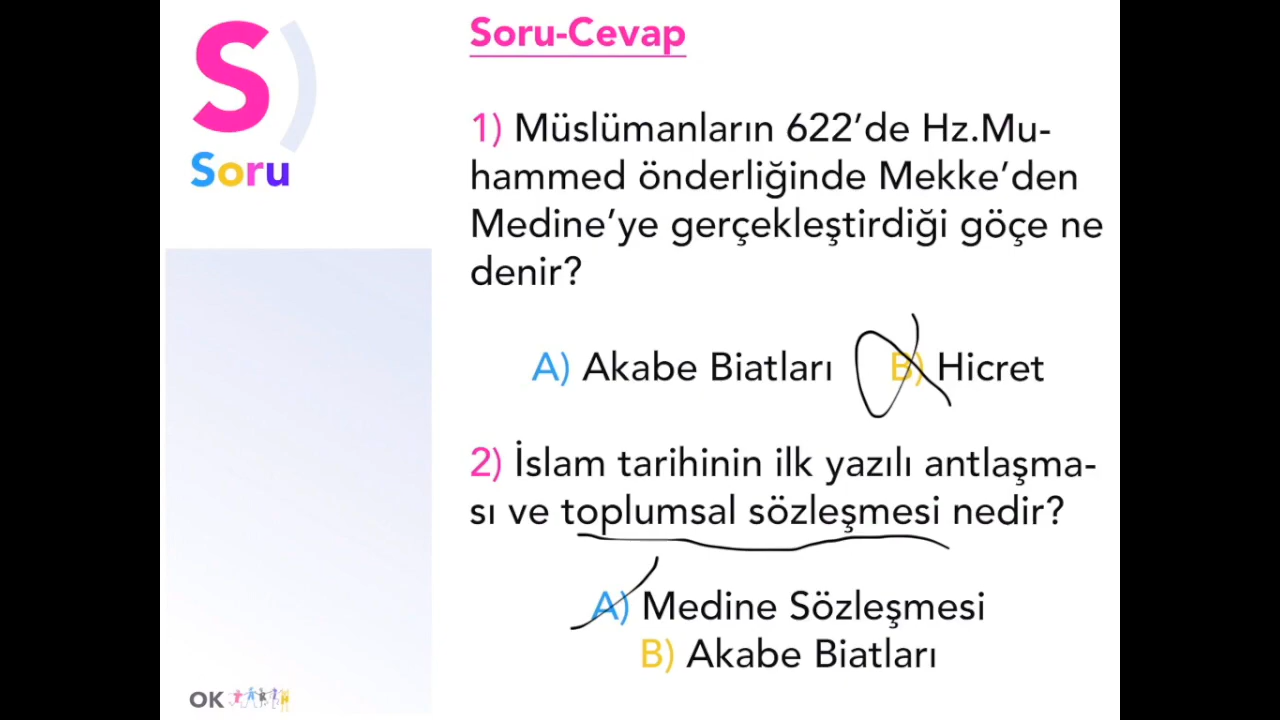 S)
Soru
Soru-Cevap
1) Müslümanların 622’de Hz.Mu-
hammed önderliğinde Mekke’den
Medine’ye gerçekleştirdiği göçe ne
denir?
A) Akabe Biatları B) Hicret
2) İslam tarihinin ilk yazılı antlaşma-
sı ve toplumsal sözleşmesi nedir?
A) Medine Sözleşmesi
B) Akabe Biatları
OK